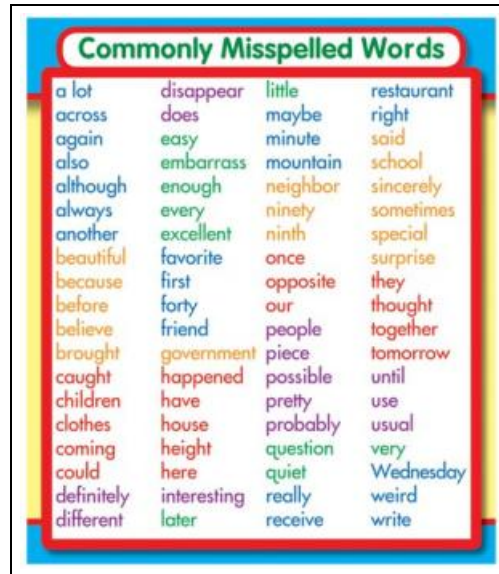 Commonly Misspelled Words
a lot disappear little restaurant
across does maybe right
again easy minute said
also embarrass mountain school
although enough neighbor sincerely
always every ninety sometimes
another excellent ninth special
beautiful favorite once surprise
because first opposite they
before forty our thought
believe friend people together
brought government piece tomorrow
caught happened possible until
children have pretty use
clothes house probably usual
coming height question very
could here quiet Wednesday
definitely interesting really weird
different later receive write